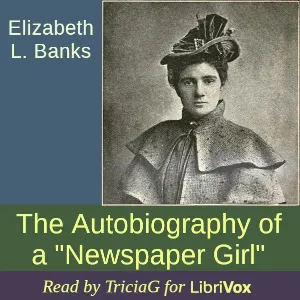 Elizabeth
L. Banks
The Autobiography of
a "Newspaper Girl"
Read by TriciaG for LibriVox